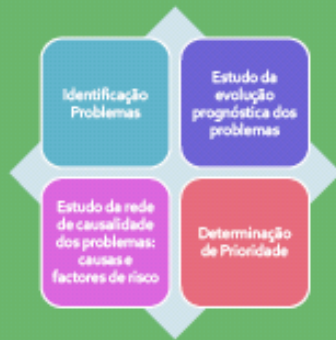 Identificação
Problemas
Estudo da
evolução
prognóstica dos
problemas
Estudo da rede
de causalidade
dos problemas:
causas e
factores de risco
Determinação
de Prioridade